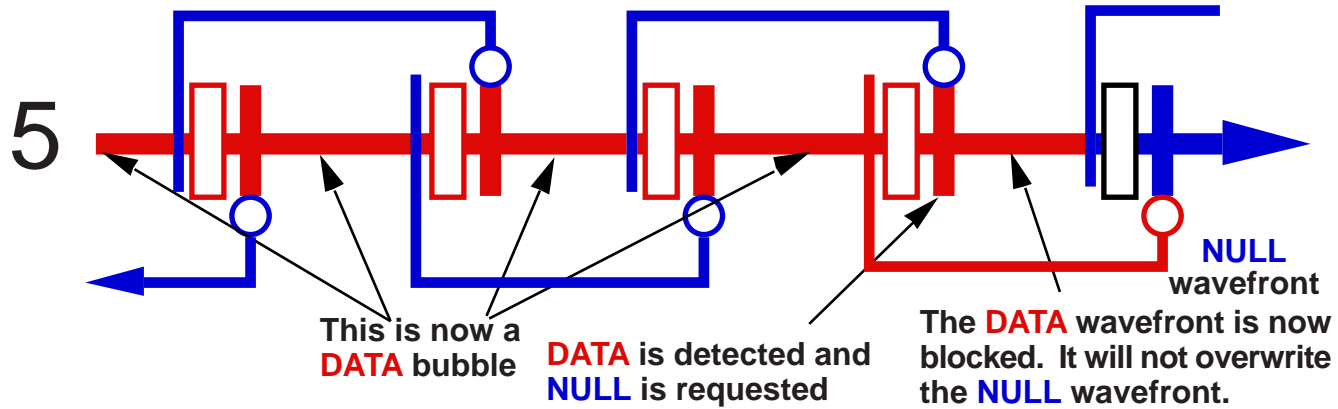 5
This is now a
DATA bubble
DATA is detected and
NULL is requested
NULL
wavefront
The DATA wavefront is now
blocked. It will not overwrite
the NULL wavefront.